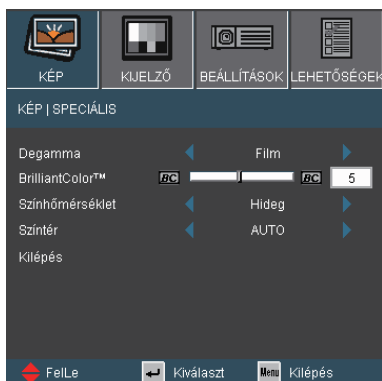 KÉP KIJELZŐ BEÁLLÍTÁSOK LEHETŐSÉGEK
KÉP | SPECIÁLIS
Degamma Film
BrilliantColor™ BC BC 5
Színhőmérséklet Hideg
Színtér AUTO
Kilépés
FelLe Kiválaszt Menu Kilépés